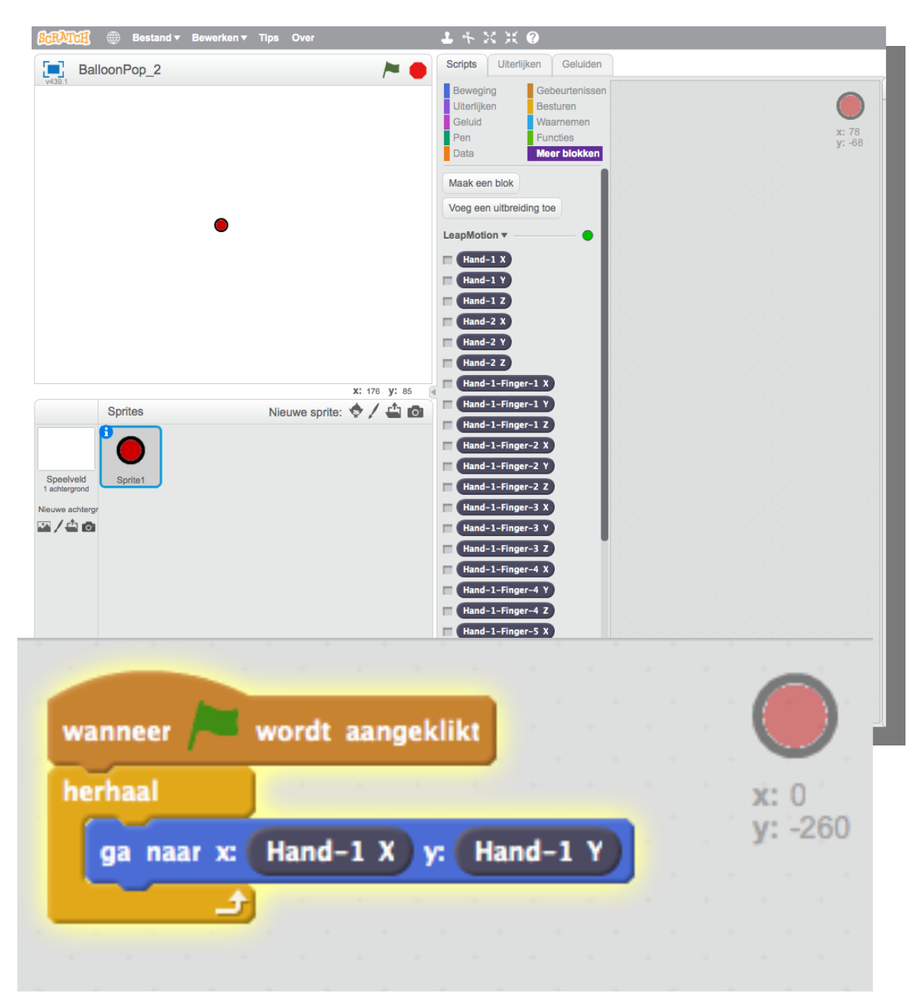 SCRATCH Bestand Bewerken Tips Over
v439.1 BalloonPop_2
Scripts Uiterlijken Geluiden
Beweging Gebeurtenissen
Uiterlijken Besturen
Geluid Waarnemen
Pen Functies
Data Meer blokken
x: 78
y: -68
Maak een blok
Voeg een uitbreiding toe
LeapMotion
Hand-1 X
Hand-1 Y
Hand-1 Z
Hand-2 X
Hand-2 Y
Hand-2 Z
Hand-1-Finger-1 X
Hand-1-Finger-1 Y
Hand-1-Finger-1 Z
Hand-1-Finger-2 X
Hand-1-Finger-2 Y
Hand-1-Finger-2 Z
Hand-1-Finger-3 X
Hand-1-Finger-3 Y
Hand-1-Finger-3 Z
Hand-1-Finger-4 X
Hand-1-Finger-4 Y
Hand-1-Finger-4 Z
Hand-1-Finger-5 X
x: 176 y: 85
Sprites Nieuwe sprite:
Speelveld
1 achtergrond
Sprite1
Nieuwe achtergr
wanneer wordt aangeklikt
herhaal
ga naar x: Hand-1 X y: Hand-1 Y
x: 0
y: -260